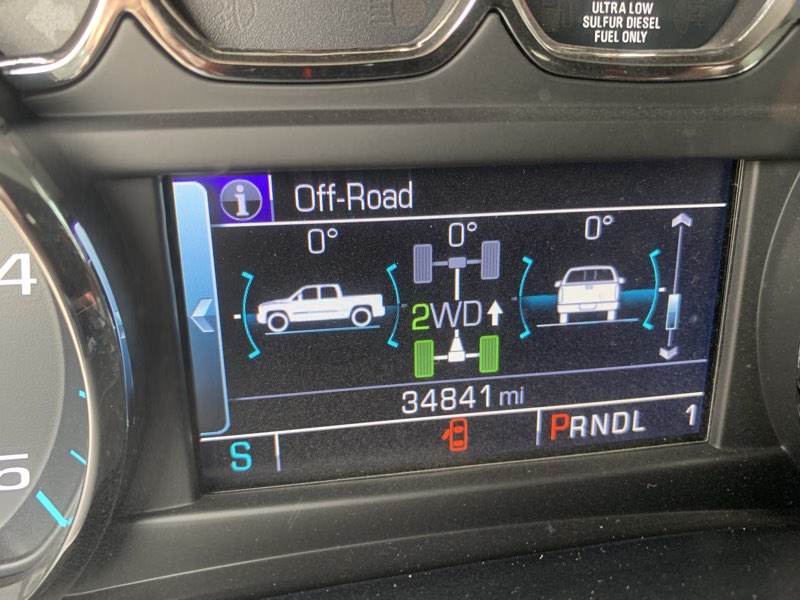 ULTRA LOW
SULFUR DIESEL
FUEL ONLY
i Off-Road
0° 0° 0°
4
2WD
34841 mi
5
S PRNDL 1